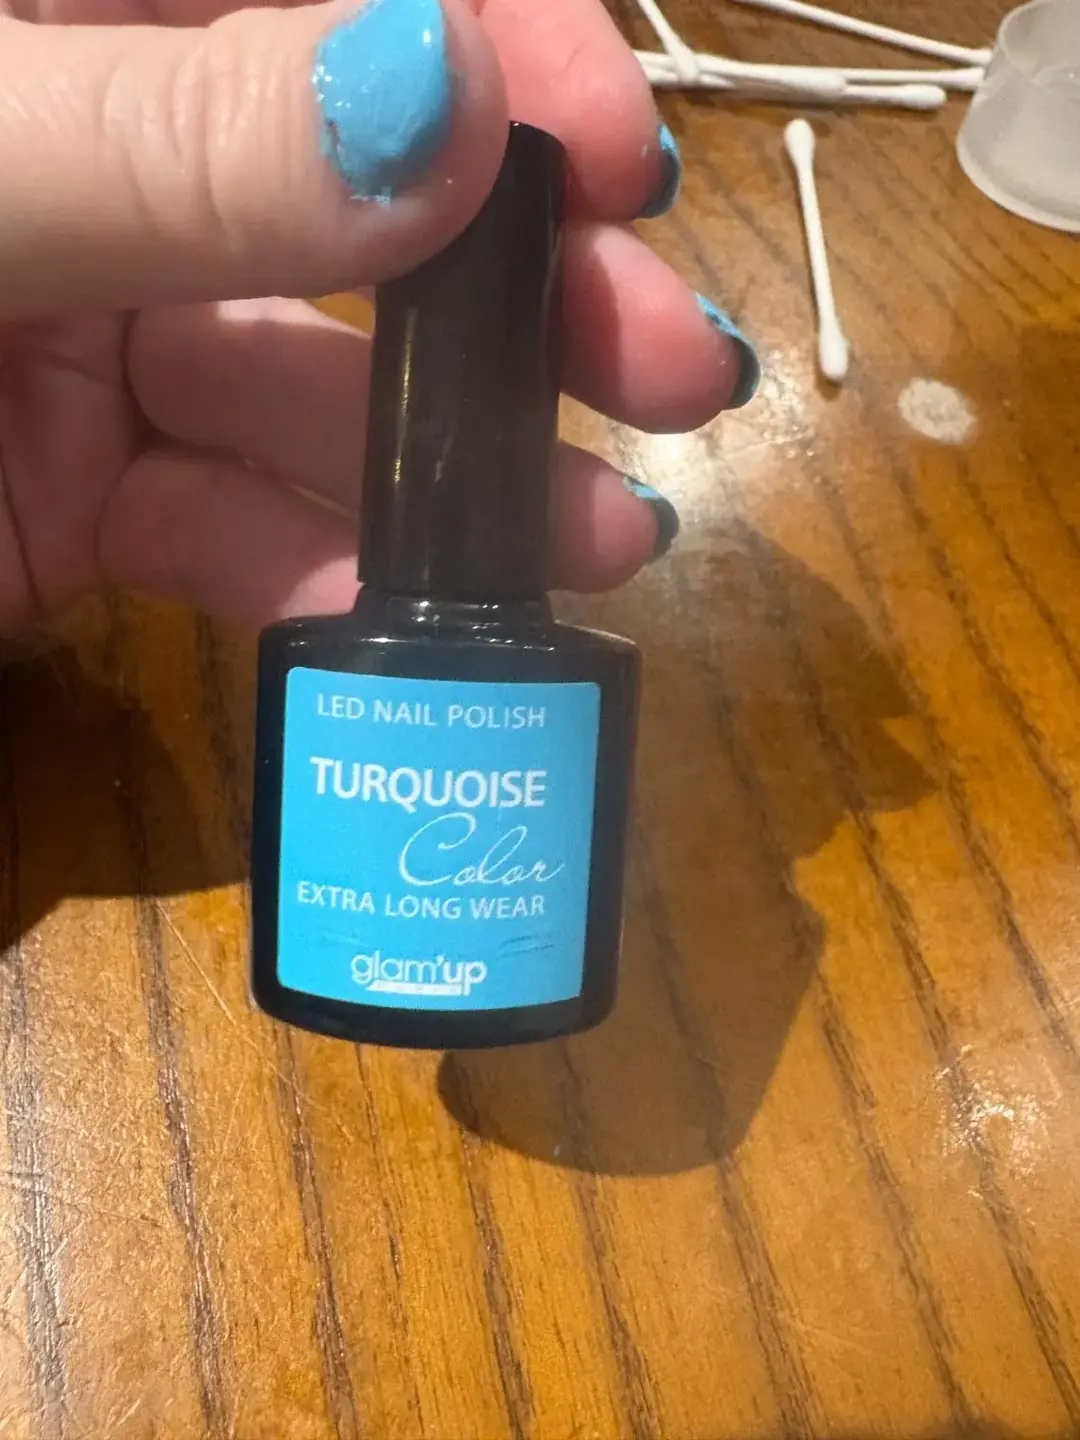 LED NAIL POLISH
TURQUOISE
Color
EXTRA LONG WEAR
glam'up